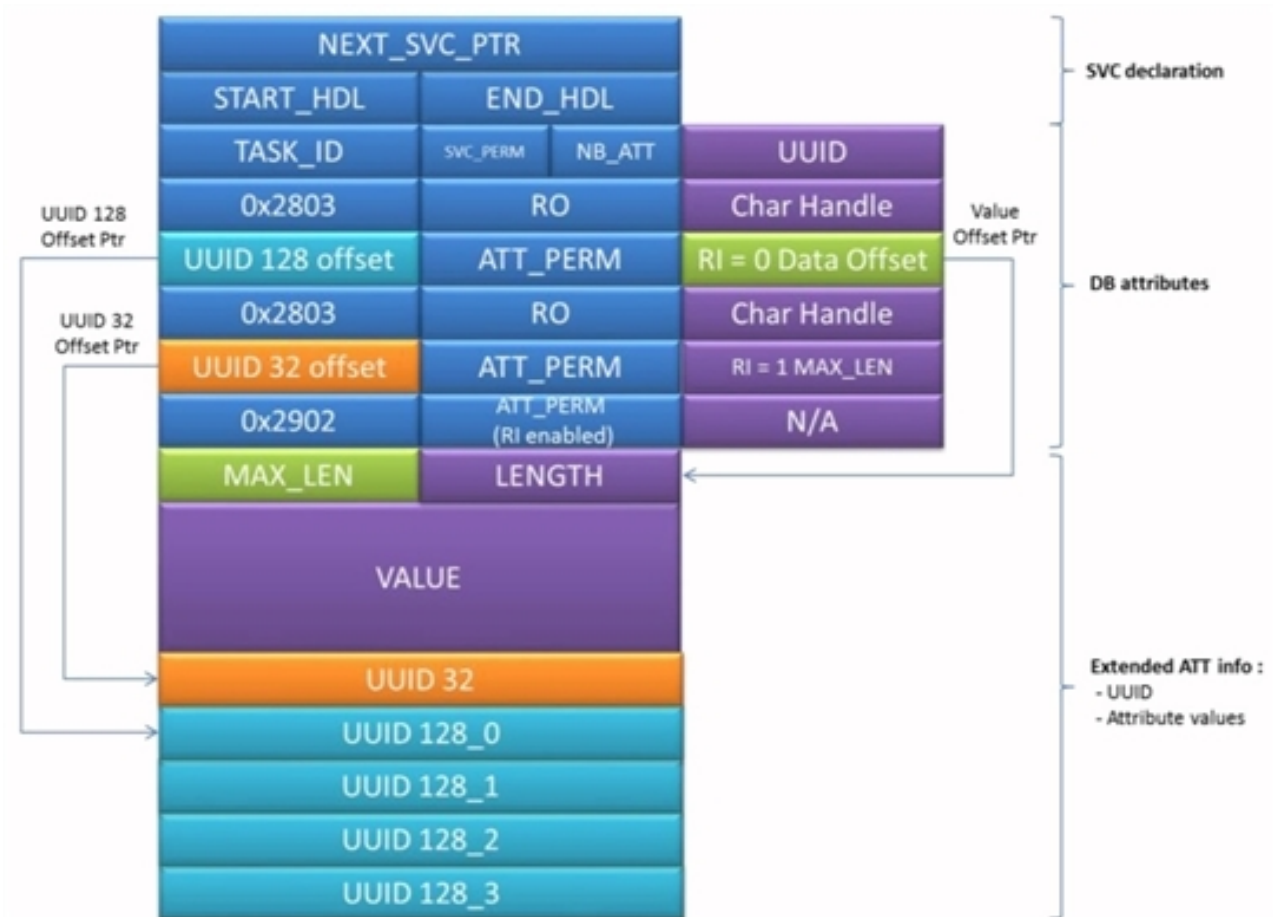 NEXT_SVC_PTR
SVC declaration
START_HDL END_HDL
TASK_ID SVC_PERM NB_ATT UUID
0x2803 RO Char Handle
UUID 128
Offset Ptr
Value
Offset Ptr
UUID 128 offset ATT_PERM RI = 0 Data Offset
DB attributes
0x2803 RO Char Handle
UUID 32
Offset Ptr
UUID 32 offset ATT_PERM RI = 1 MAX_LEN
0x2902 ATT_PERM
(RI enabled) N/A
MAX_LEN LENGTH
VALUE
UUID 32
Extended ATT info :
- UUID
- Attribute values
UUID 128_0
UUID 128_1
UUID 128_2
UUID 128_3